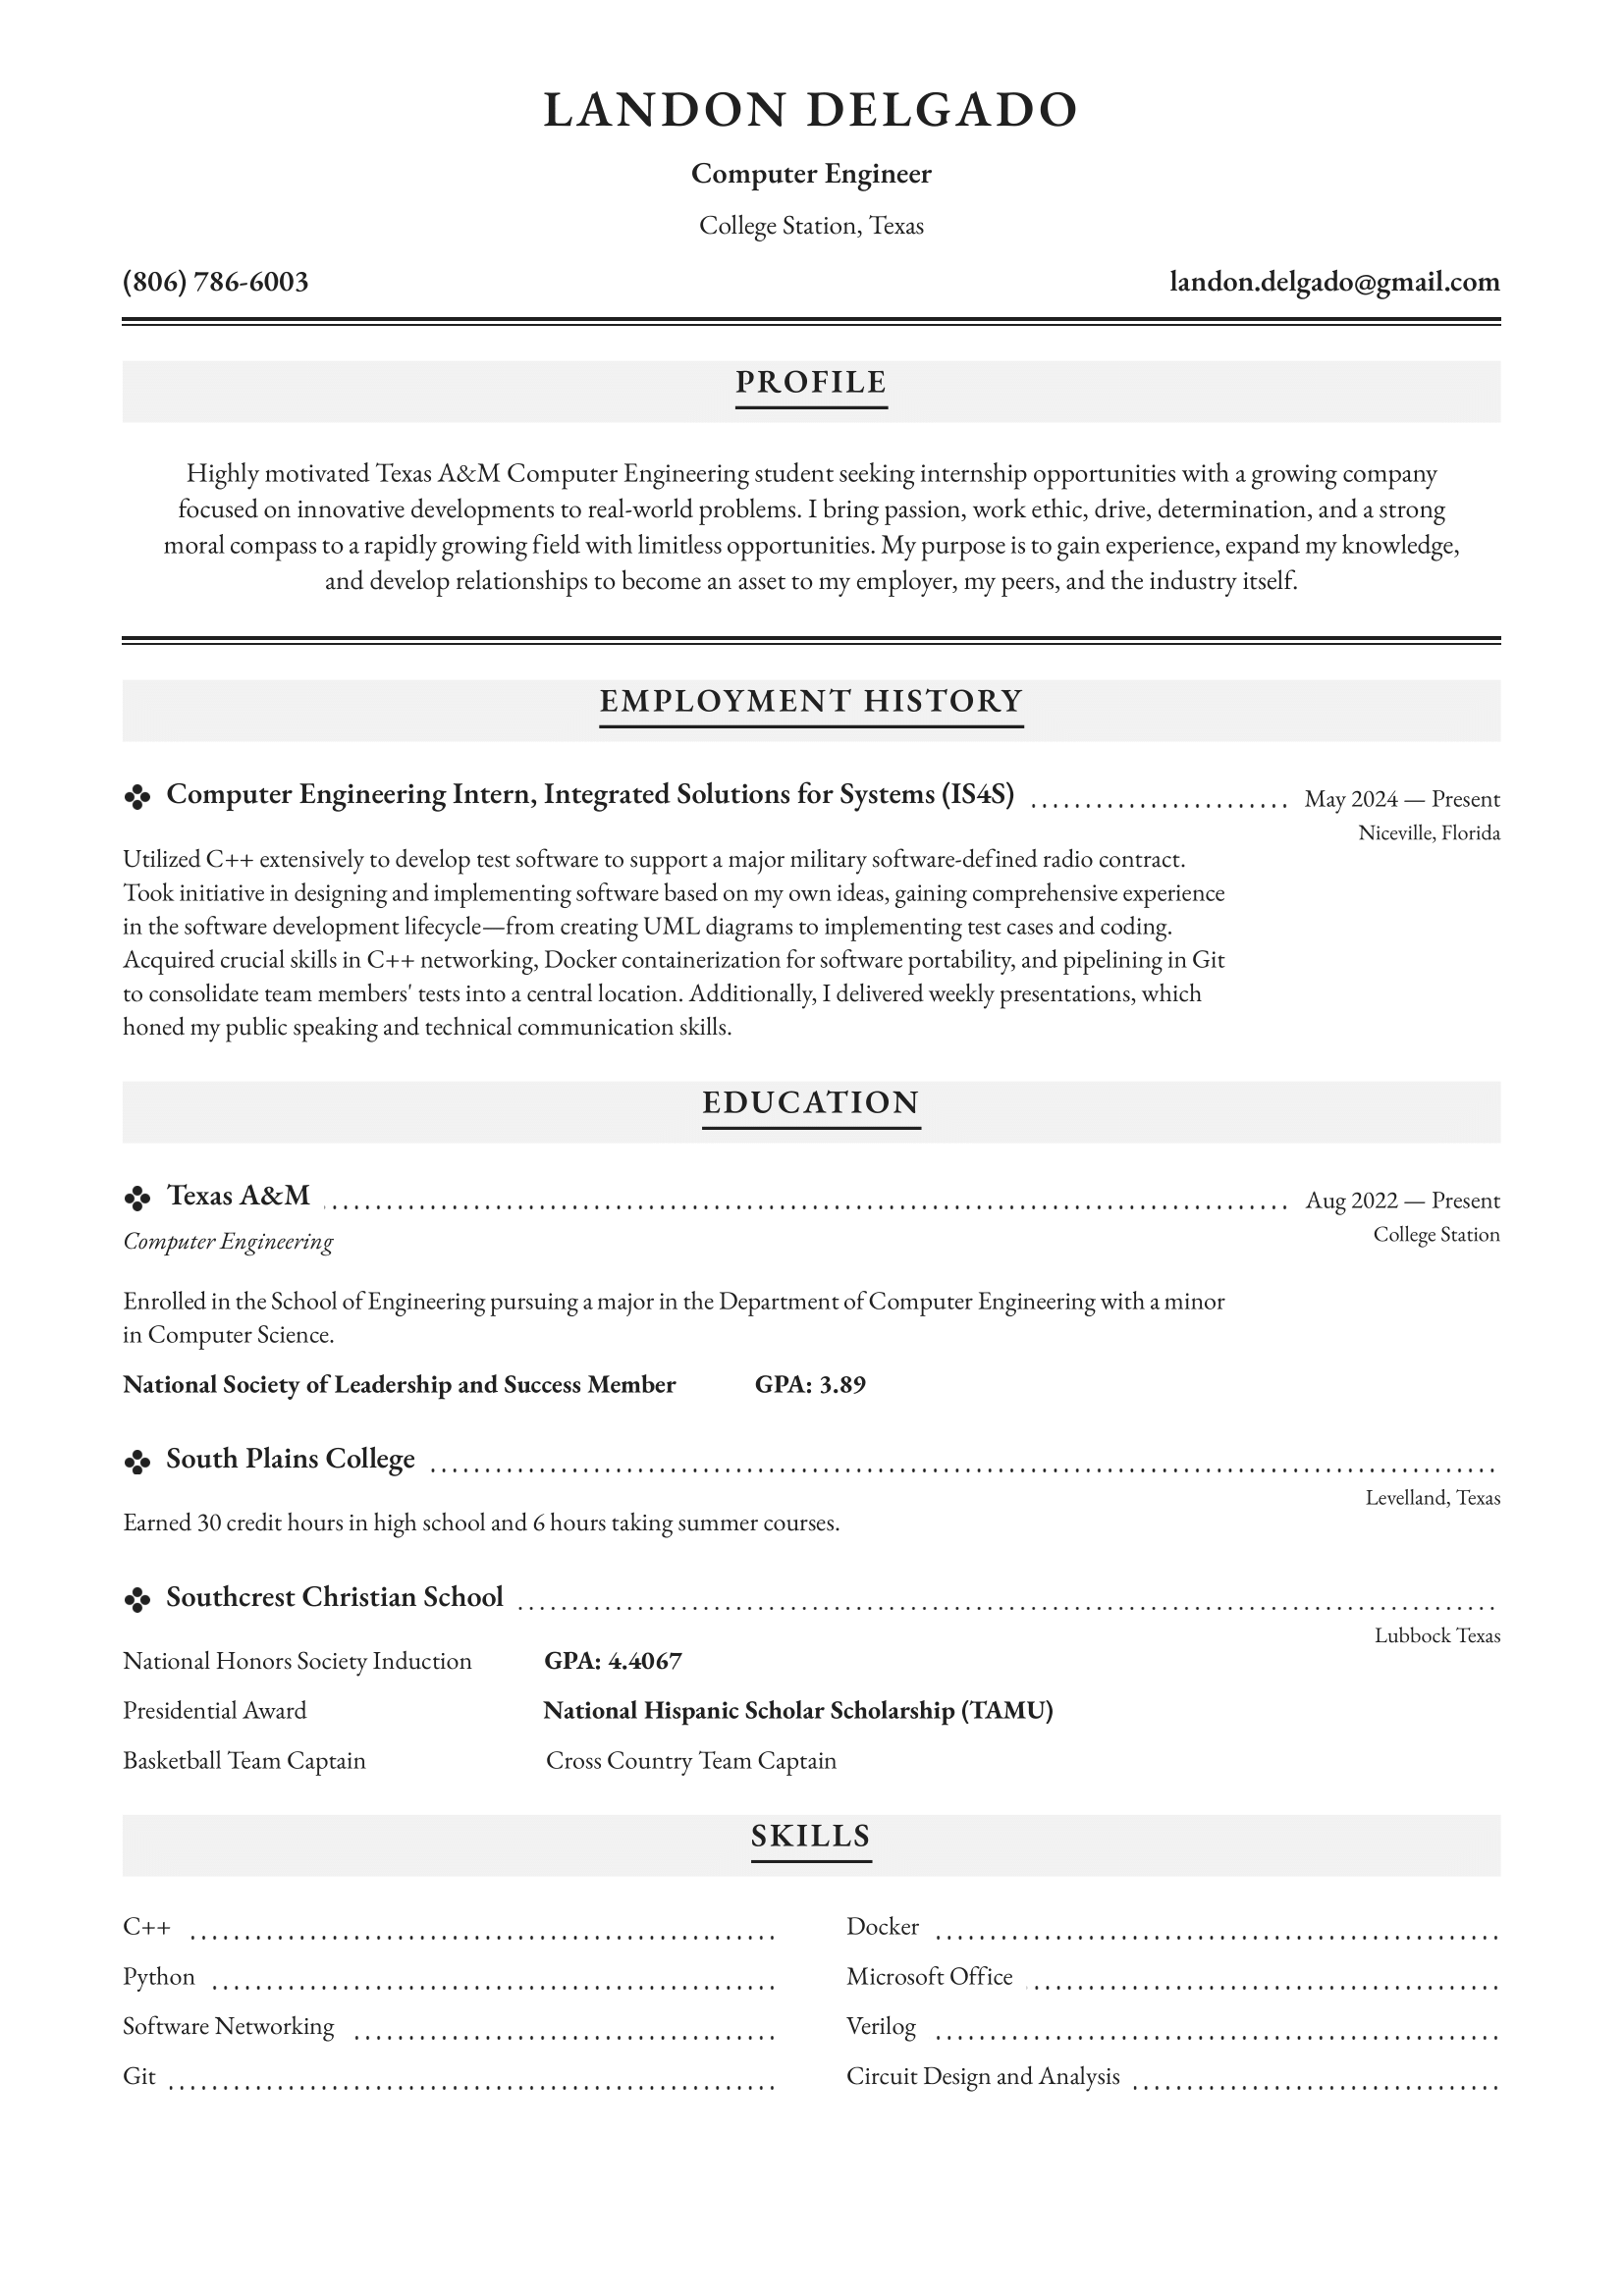 LANDON DELGADO
Computer Engineer
College Station, Texas
(806) 786-6003 landon.delgado@gmail.com
PROFILE
Highly motivated Texas A&M Computer Engineering student seeking internship opportunities with a growing company
focused on innovative developments to real-world problems. I bring passion, work ethic, drive, determination, and a strong
moral compass to a rapidly growing field with limitless opportunities. My purpose is to gain experience, expand my knowledge,
and develop relationships to become an asset to my employer, my peers, and the industry itself.
EMPLOYMENT HISTORY
Computer Engineering Intern, Integrated Solutions for Systems (IS4S) May 2024 — Present
Niceville, Florida
Utilized C++ extensively to develop test software to support a major military software-defined radio contract.
Took initiative in designing and implementing software based on my own ideas, gaining comprehensive experience
in the software development lifecycle—from creating UML diagrams to implementing test cases and coding.
Acquired crucial skills in C++ networking, Docker containerization for software portability, and pipelining in Git
to consolidate team members' tests into a central location. Additionally, I delivered weekly presentations, which
honed my public speaking and technical communication skills.
EDUCATION
Texas A&M Aug 2022 — Present
Computer Engineering College Station
Enrolled in the School of Engineering pursuing a major in the Department of Computer Engineering with a minor
in Computer Science.
National Society of Leadership and Success Member GPA: 3.89
South Plains College
Levelland, Texas
Earned 30 credit hours in high school and 6 hours taking summer courses.
Southcrest Christian School
Lubbock Texas
National Honors Society Induction GPA: 4.4067
Presidential Award National Hispanic Scholar Scholarship (TAMU)
Basketball Team Captain Cross Country Team Captain
SKILLS
C++ Docker
Python Microsoft Office
Software Networking Verilog
Git Circuit Design and Analysis